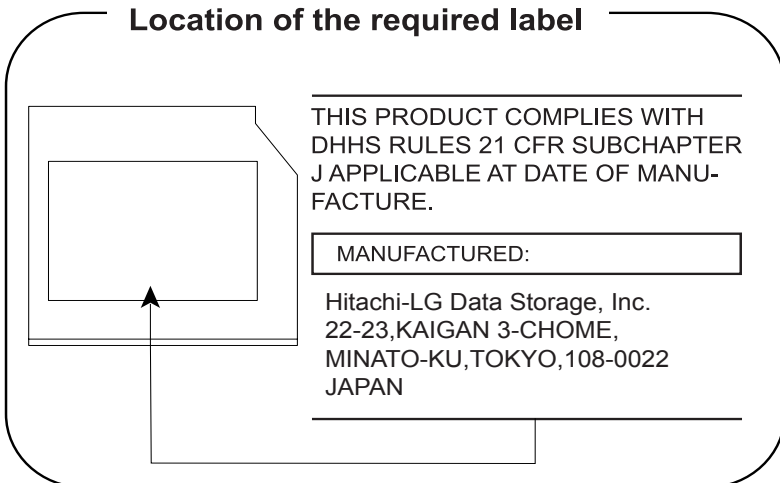 Location of the required label
THIS PRODUCT COMPLIES WITH
DHHS RULES 21 CFR SUBCHAPTER
J APPLICABLE AT DATE OF MANU-
FACTURE.
MANUFACTURED:
Hitachi-LG Data Storage, Inc.
22-23,KAIGAN 3-CHOME,
MINATO-KU,TOKYO,108-0022
JAPAN